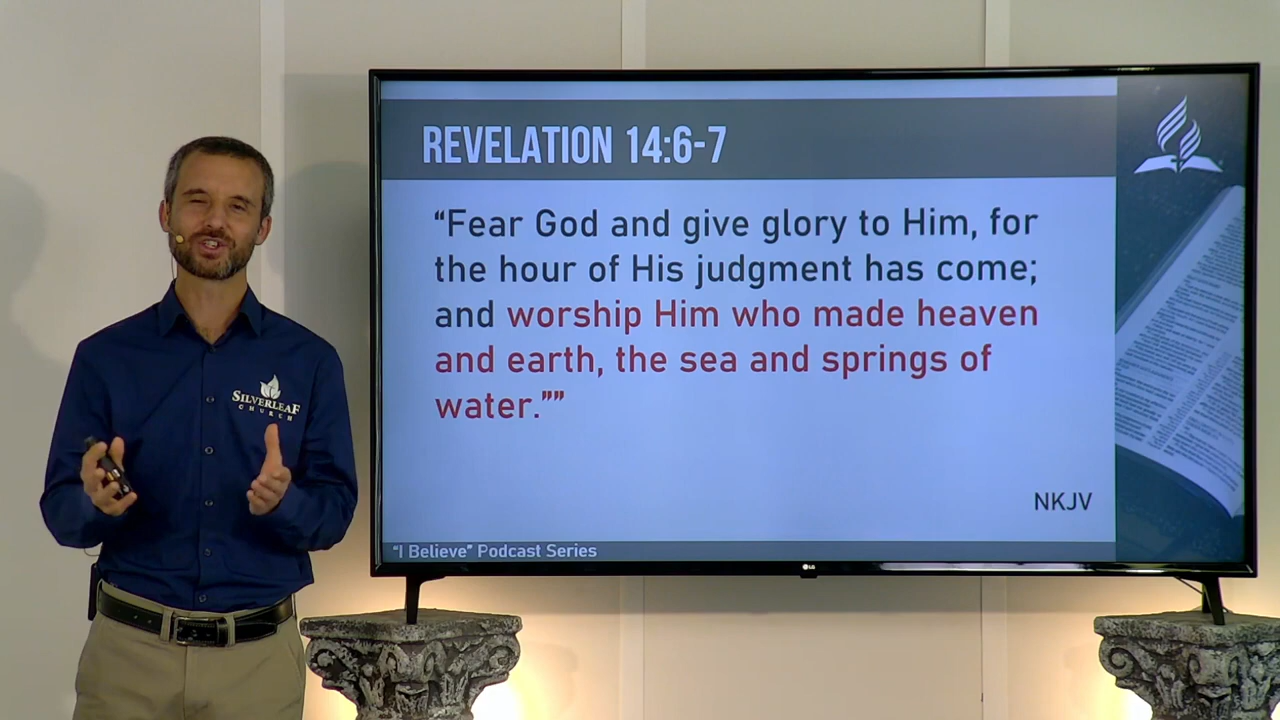 SILVERLEAF
CHURCH
REVELATION 14:6-7
“Fear God and give glory to Him, for
the hour of His judgment has come;
and worship Him who made heaven
and earth, the sea and springs of
water.””
NKJV
“I Believe” Podcast Series
LG